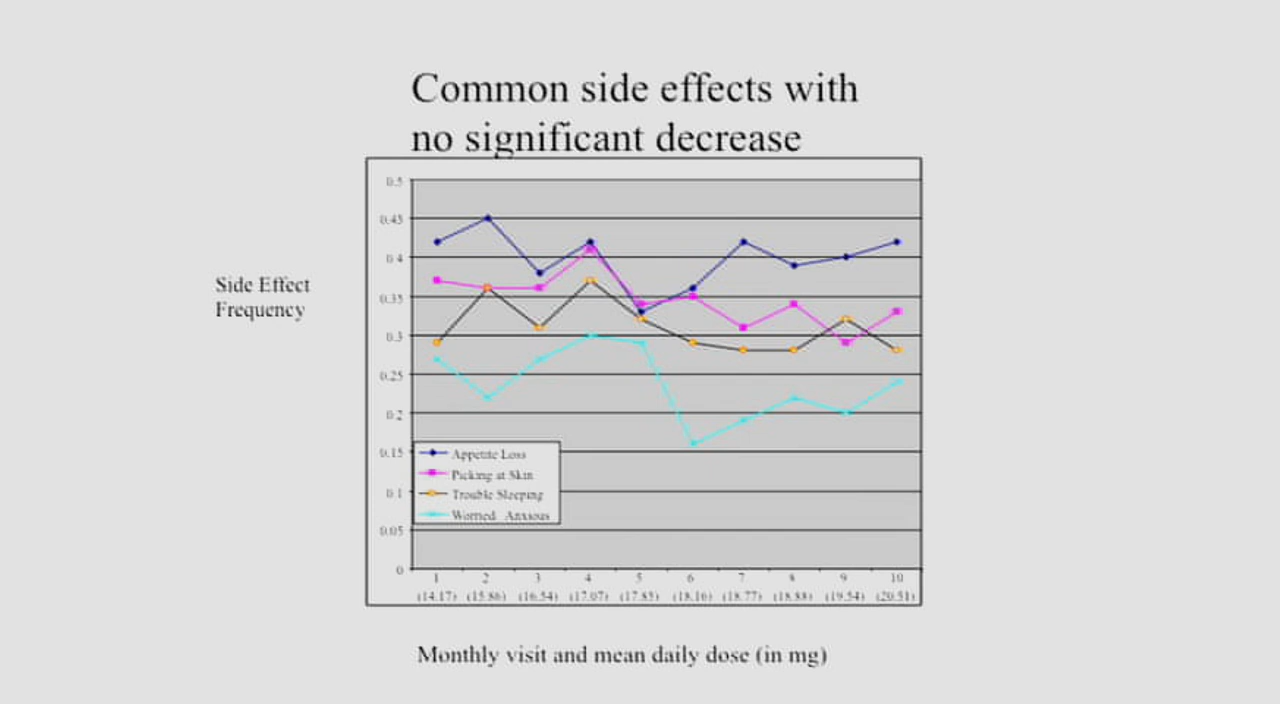 Common side effects with
no significant decrease
Side Effect
Frequency
0.5
0.45
0.4
0.35
0.3
0.25
0.2
0.15
0.1
0.05
0
Appetite Loss
Picking at Skin
Trouble Sleeping
Worried Anxious
1 2 3 4 5 6 7 8 9 10
(14.17) (15.86) (16.54) (17.07) (17.85) (18.16) (18.77) (18.88) (19.54) (20.51)
Monthly visit and mean daily dose (in mg)